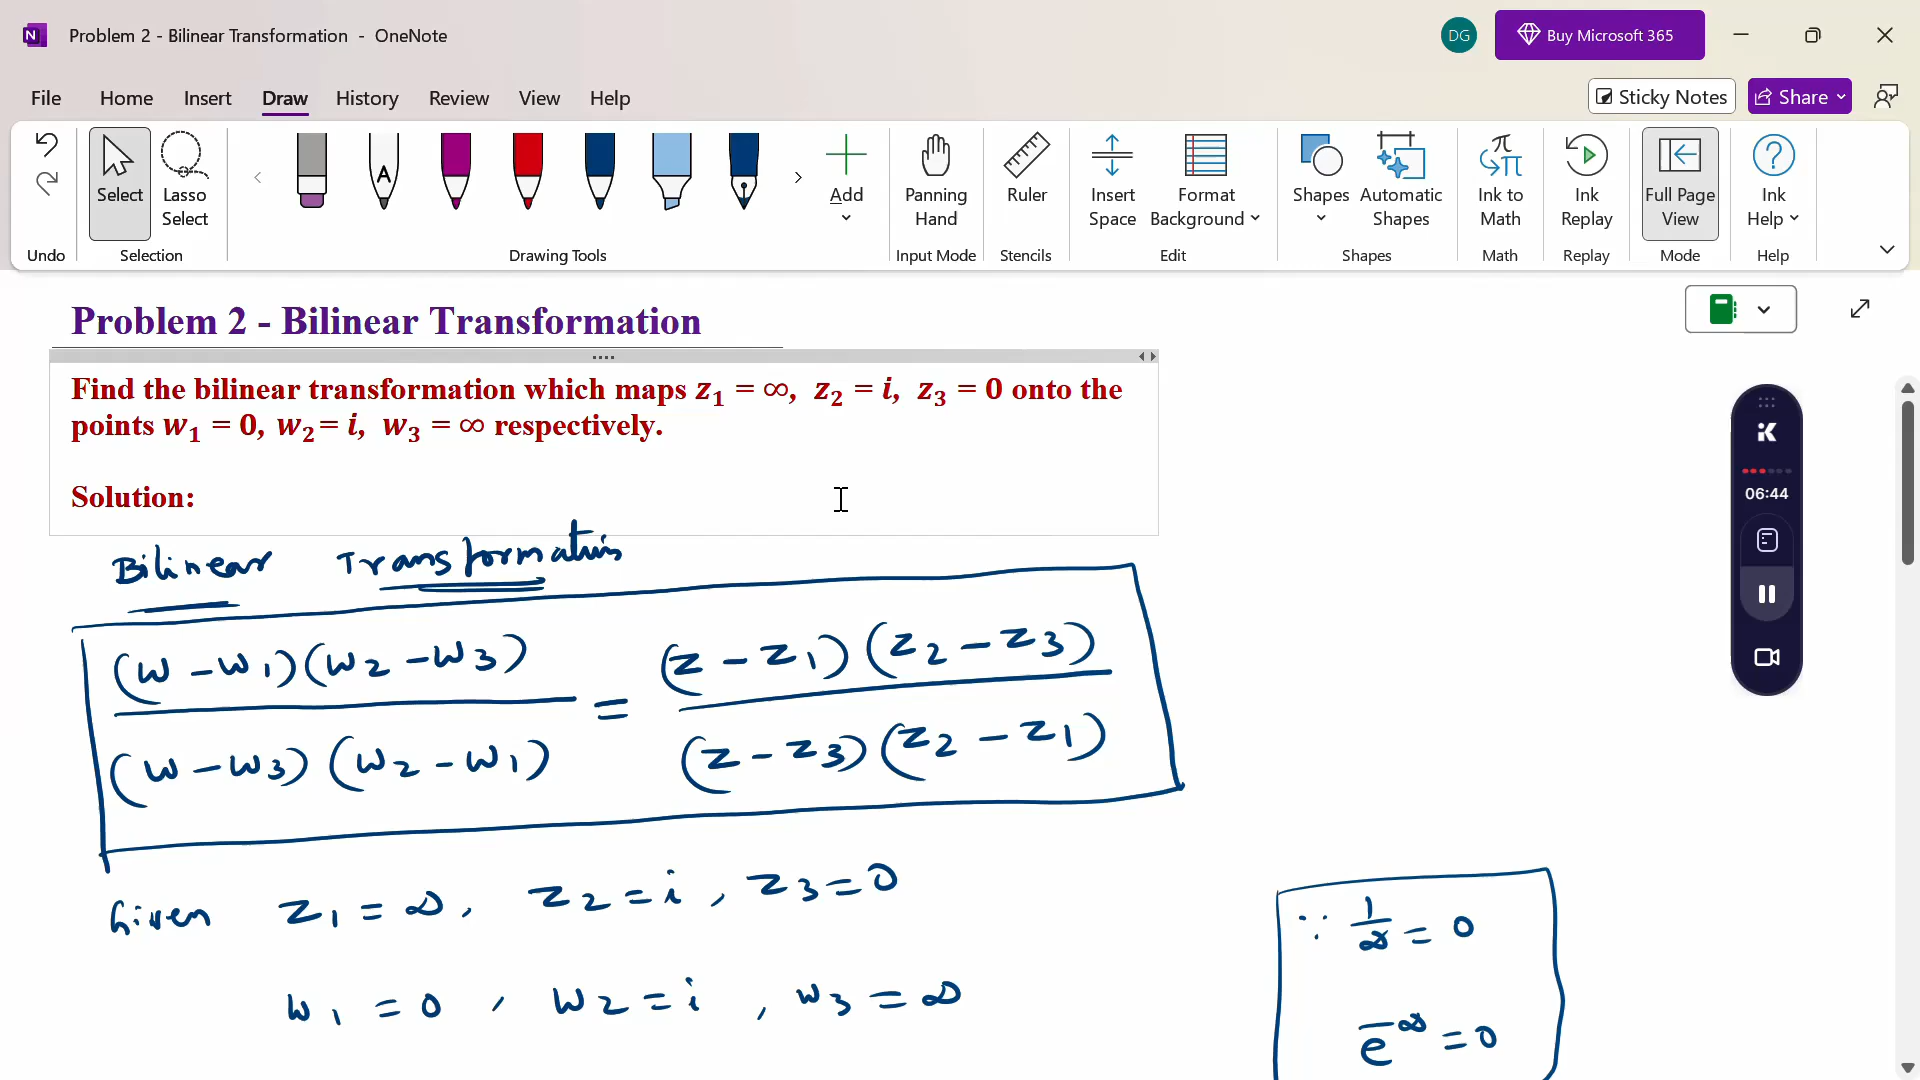 Problem 2 - Bilinear Transformation - OneNote
DG
Buy Microsoft 365
File Home Insert Draw History Review View Help
Sticky Notes
Share
Select
Lasso Select
A
Add
Panning Hand
Ruler
Insert Space
Format Background
Shapes
Automatic Shapes
Ink to Math
Ink Replay
Full Page View
Ink Help
Undo Selection Drawing Tools Input Mode Stencils Edit Shapes Math Replay Mode Help
Problem 2 - Bilinear Transformation
Find the bilinear transformation which maps z₁ = ∞, z₂ = i, z₃ = 0 onto the
points w₁ = 0, w₂ = i, w₃ = ∞ respectively.
Solution:
06:44
Bilinear Transformation
(w - w₁)(w₂ - w₃) / (w - w₃)(w₂ - w₁) = (z - z₁)(z₂ - z₃) / (z - z₃)(z₂ - z₁)
Given z₁ = ∞, z₂ = i, z₃ = 0
w₁ = 0, w₂ = i, w₃ = ∞
∵ 1/∞ = 0
e^-∞ = 0